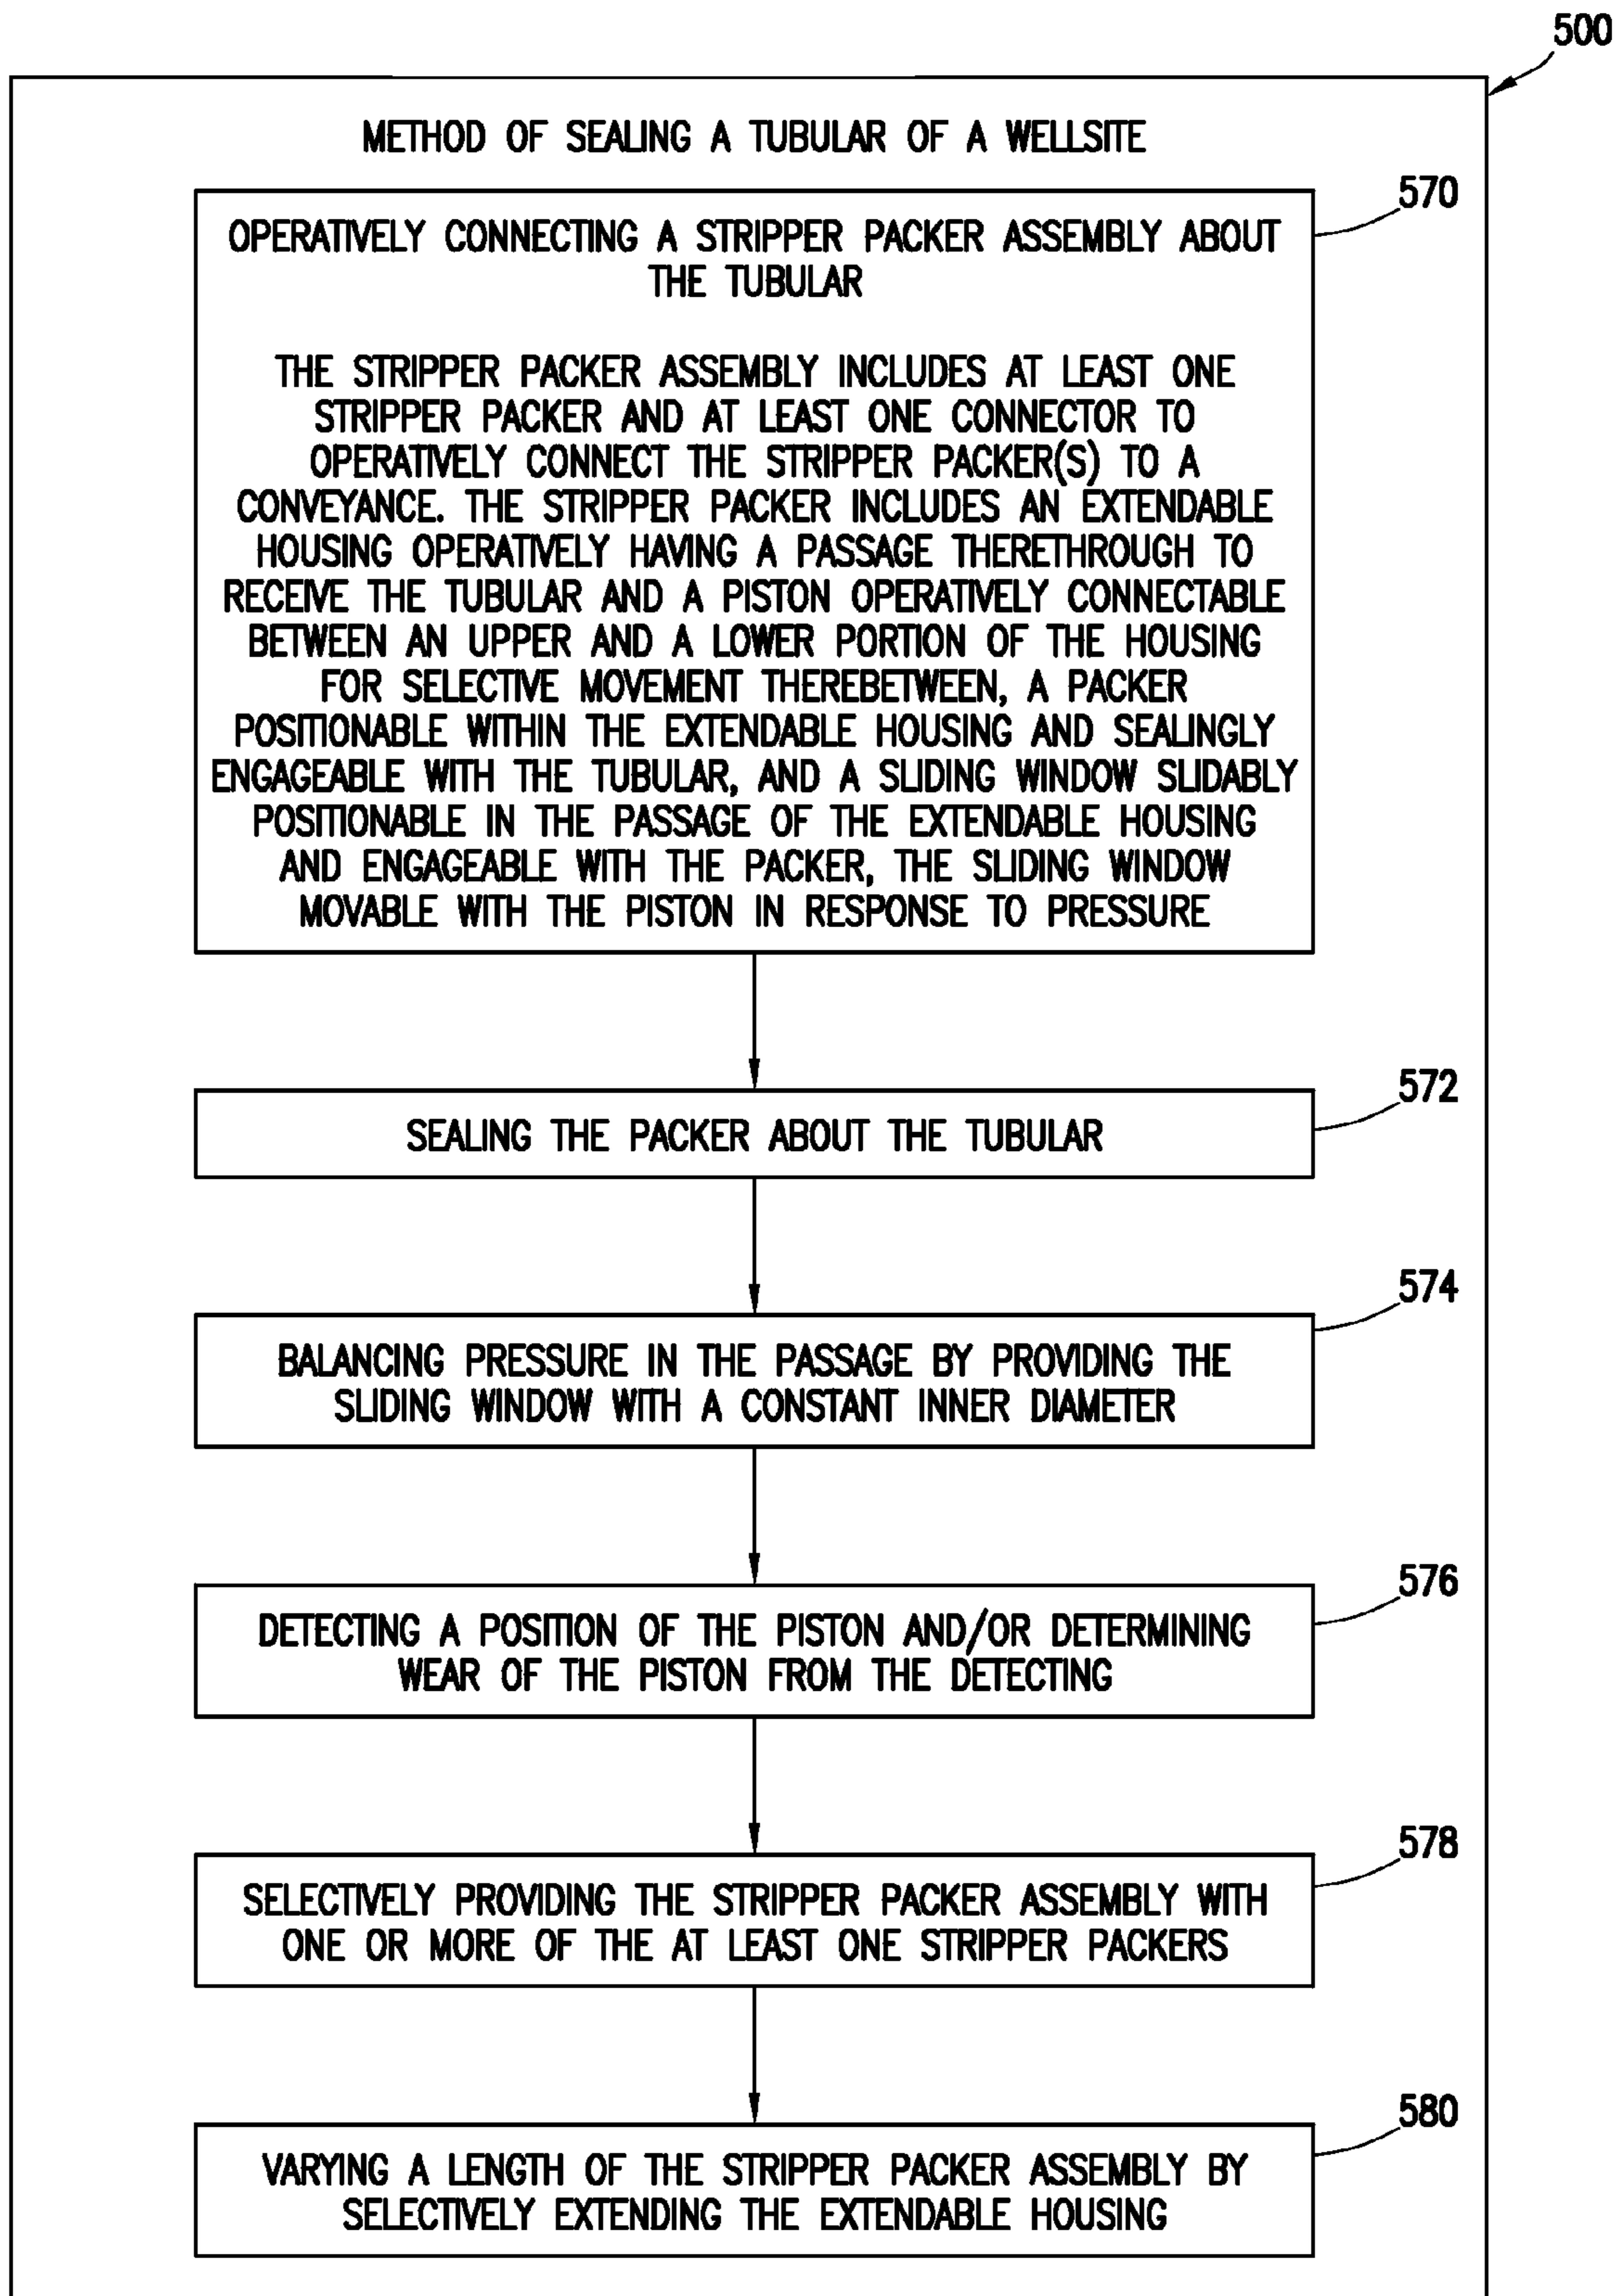 500
METHOD OF SEALING A TUBULAR OF A WELLSITE
570
OPERATIVELY CONNECTING A STRIPPER PACKER ASSEMBLY ABOUT
THE TUBULAR
THE STRIPPER PACKER ASSEMBLY INCLUDES AT LEAST ONE
STRIPPER PACKER AND AT LEAST ONE CONNECTOR TO
OPERATIVELY CONNECT THE STRIPPER PACKER(S) TO A
CONVEYANCE. THE STRIPPER PACKER INCLUDES AN EXTENDABLE
HOUSING OPERATIVELY HAVING A PASSAGE THERETHROUGH TO
RECEIVE THE TUBULAR AND A PISTON OPERATIVELY CONNECTABLE
BETWEEN AN UPPER AND A LOWER PORTION OF THE HOUSING
FOR SELECTIVE MOVEMENT THEREBETWEEN, A PACKER
POSITIONABLE WITHIN THE EXTENDABLE HOUSING AND SEALINGLY
ENGAGEABLE WITH THE TUBULAR, AND A SLIDING WINDOW SLIDABLY
POSITIONABLE IN THE PASSAGE OF THE EXTENDABLE HOUSING
AND ENGAGEABLE WITH THE PACKER, THE SLIDING WINDOW
MOVABLE WITH THE PISTON IN RESPONSE TO PRESSURE
572
SEALING THE PACKER ABOUT THE TUBULAR
574
BALANCING PRESSURE IN THE PASSAGE BY PROVIDING THE
SLIDING WINDOW WITH A CONSTANT INNER DIAMETER
576
DETECTING A POSITION OF THE PISTON AND/OR DETERMINING
WEAR OF THE PISTON FROM THE DETECTING
578
SELECTIVELY PROVIDING THE STRIPPER PACKER ASSEMBLY WITH
ONE OR MORE OF THE AT LEAST ONE STRIPPER PACKERS
580
VARYING A LENGTH OF THE STRIPPER PACKER ASSEMBLY BY
SELECTIVELY EXTENDING THE EXTENDABLE HOUSING